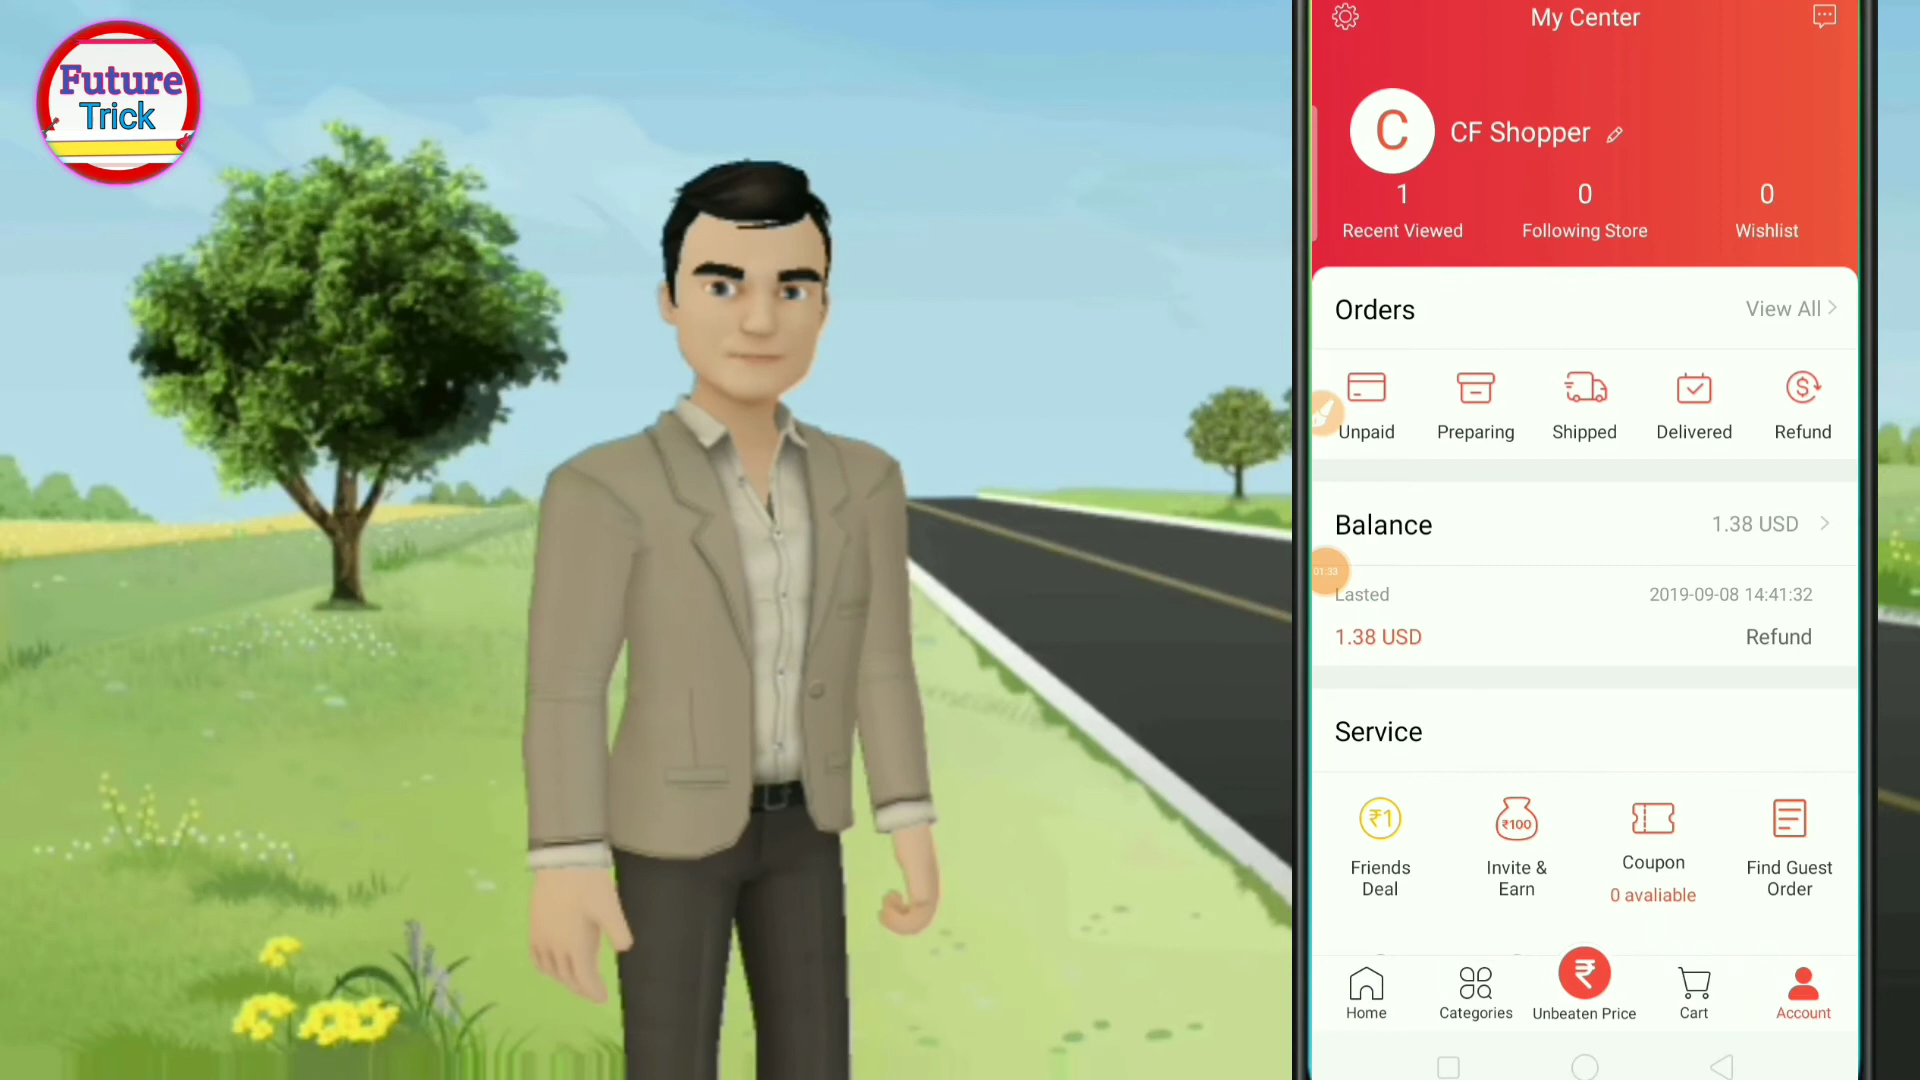 Future
Trick
My Center
C
CF Shopper
1
0
0
Recent Viewed
Following Store
Wishlist
Orders
View All
Unpaid
Preparing
Shipped
Delivered
Refund
Balance
1.38 USD
01:33
Lasted
2019-09-08 14:41:32
1.38 USD
Refund
Service
₹1
₹100
Friends
Deal
Invite &
Earn
Coupon
0 avaliable
Find Guest
Order
₹
Home
Categories
Unbeaten Price
Cart
Account